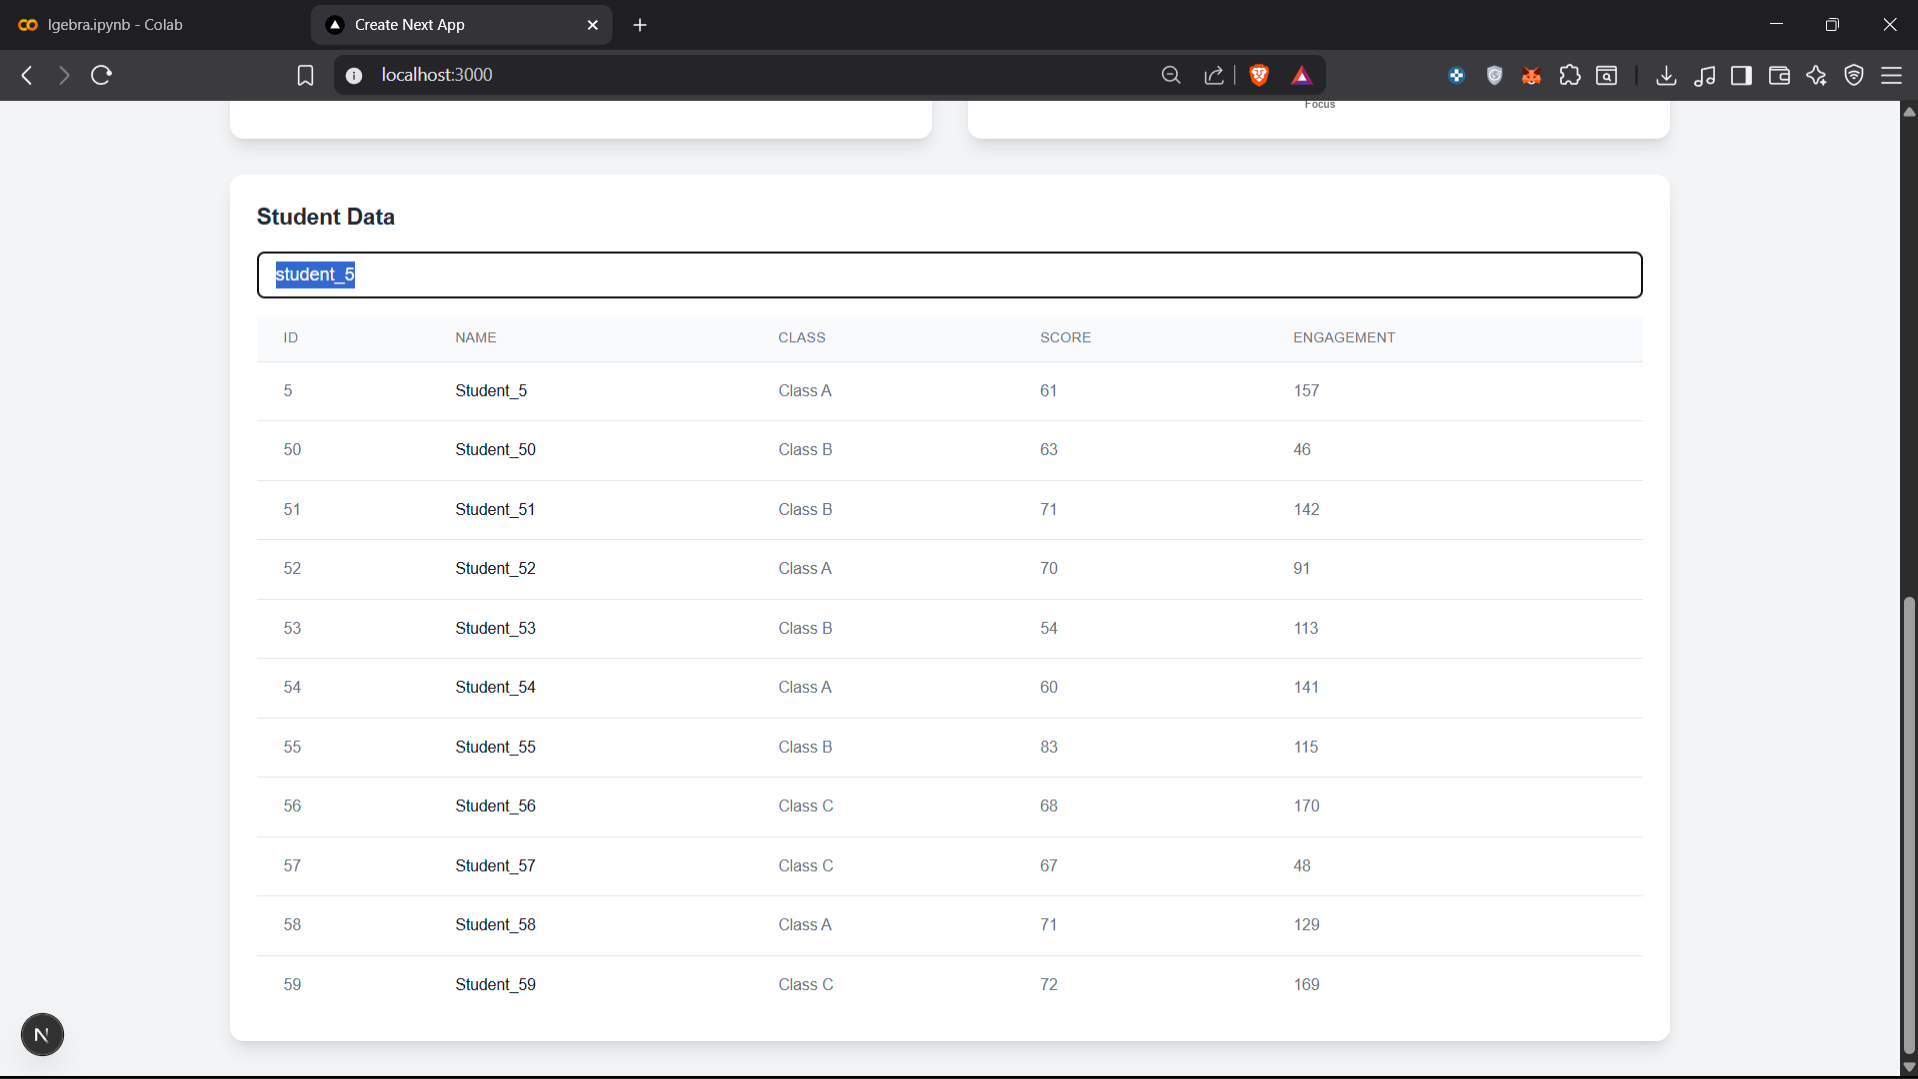 lgebra.ipynb - Colab
Create Next App
localhost:3000
Focus
Student Data
student_5
ID NAME CLASS SCORE ENGAGEMENT
5 Student_5 Class A 61 157
50 Student_50 Class B 63 46
51 Student_51 Class B 71 142
52 Student_52 Class A 70 91
53 Student_53 Class B 54 113
54 Student_54 Class A 60 141
55 Student_55 Class B 83 115
56 Student_56 Class C 68 170
57 Student_57 Class C 67 48
58 Student_58 Class A 71 129
59 Student_59 Class C 72 169
N